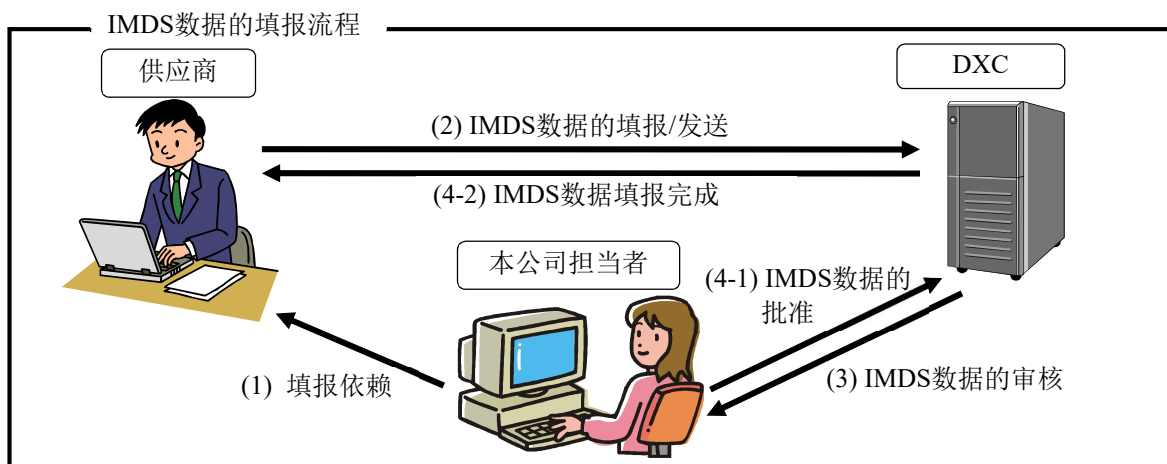 IMDS数据的填报流程
供应商
DXC
(2) IMDS数据的填报/发送
(4-2) IMDS数据填报完成
本公司担当者
(4-1) IMDS数据的
批准
(1) 填报依赖
(3) IMDS数据的审核